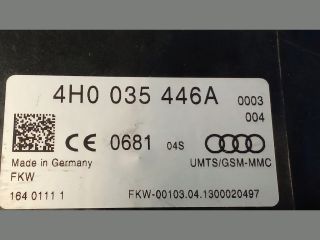 4H0 035 446A 0003
004
CE 0681 04S
Made in Germany UMTS/GSM-MMC
FKW
164 0111 1 FKW-00103.04.1300020497